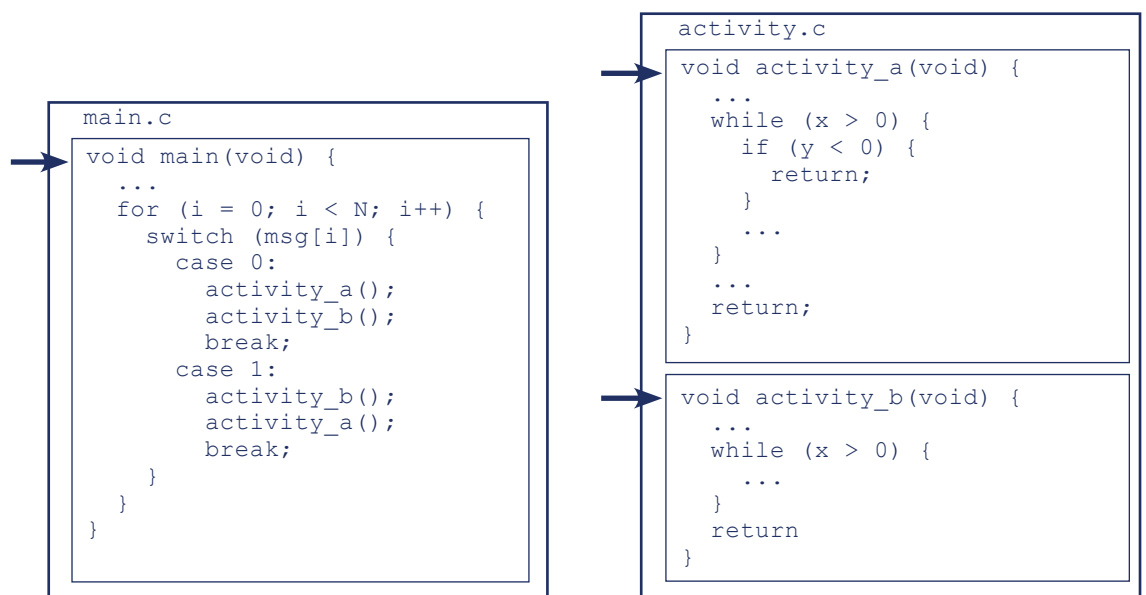 main.c
void main(void) {
...
for (i = 0; i < N; i++) {
switch (msg[i]) {
case 0:
activity_a();
activity_b();
break;
case 1:
activity_b();
activity_a();
break;
}
}
}
activity.c
void activity_a(void) {
...
while (x > 0) {
if (y < 0) {
return;
}
...
}
...
return;
}
void activity_b(void) {
...
while (x > 0) {
...
}
return
}